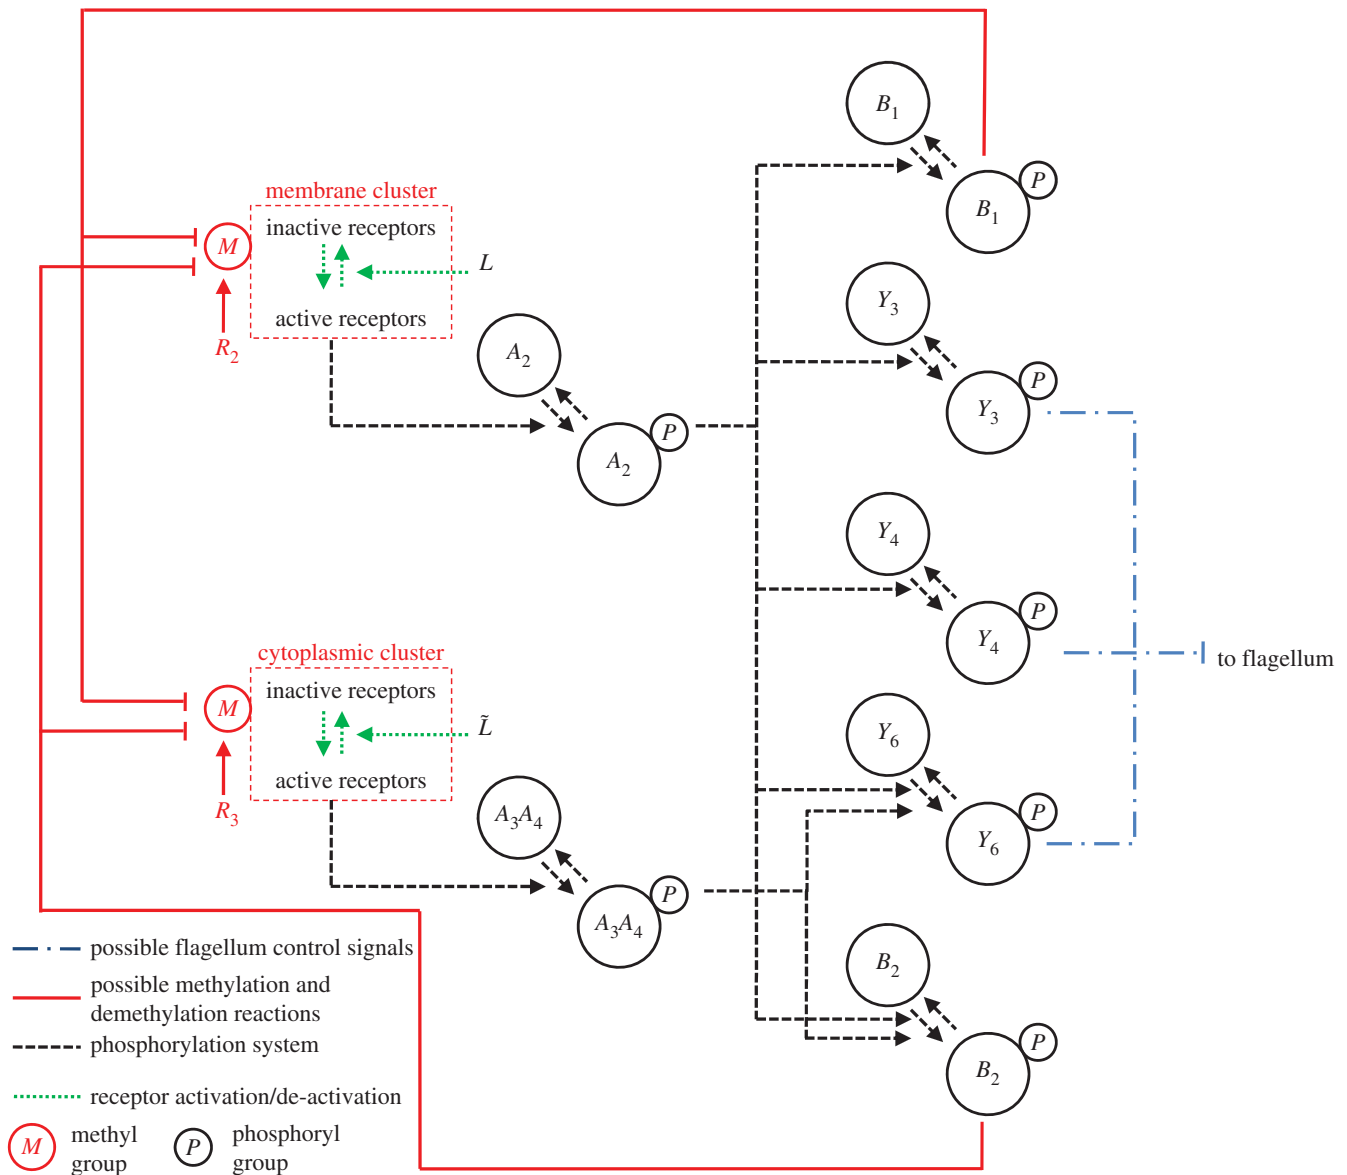 B1
P
B1
membrane cluster
M
inactive receptors
L
active receptors
R2
Y3
P
Y3
A2
P
A2
Y4
P
Y4
to flagellum
cytoplasmic cluster
M
inactive receptors
L̃
active receptors
R3
Y6
P
Y6
A3A4
P
A3A4
B2
P
B2
possible flagellum control signals
possible methylation and
demethylation reactions
phosphorylation system
receptor activation/de-activation
M methyl
group
P phosphoryl
group